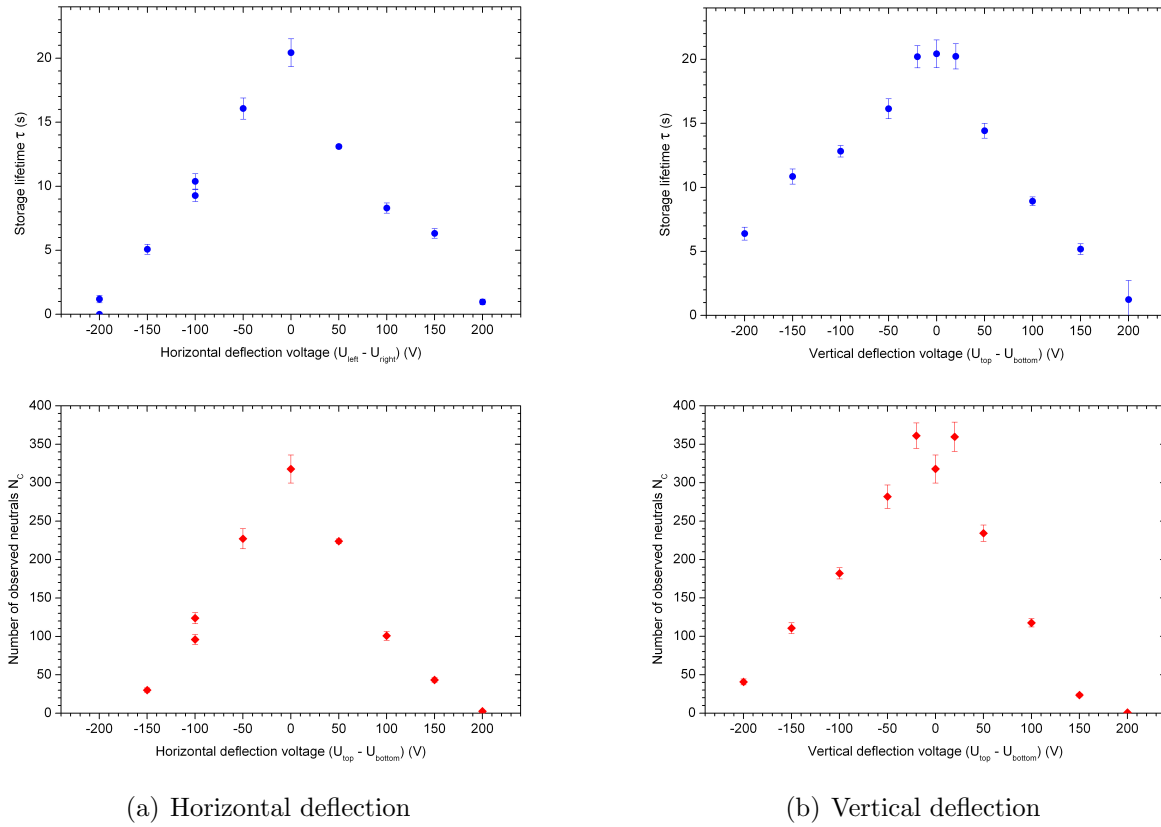 Storage lifetime τ (s)
20
15
10
5
0
-200 -150 -100 -50 0 50 100 150 200
Horizontal deflection voltage (U_left - U_right) (V)
Storage lifetime τ (s)
20
15
10
5
0
-200 -150 -100 -50 0 50 100 150 200
Vertical deflection voltage (U_top - U_bottom) (V)
Number of observed neutrals N_C
400
350
300
250
200
150
100
50
0
-200 -150 -100 -50 0 50 100 150 200
Horizontal deflection voltage (U_top - U_bottom) (V)
Number of observed neutrals N_C
400
350
300
250
200
150
100
50
0
-200 -150 -100 -50 0 50 100 150 200
Vertical deflection voltage (U_top - U_bottom) (V)
(a) Horizontal deflection
(b) Vertical deflection